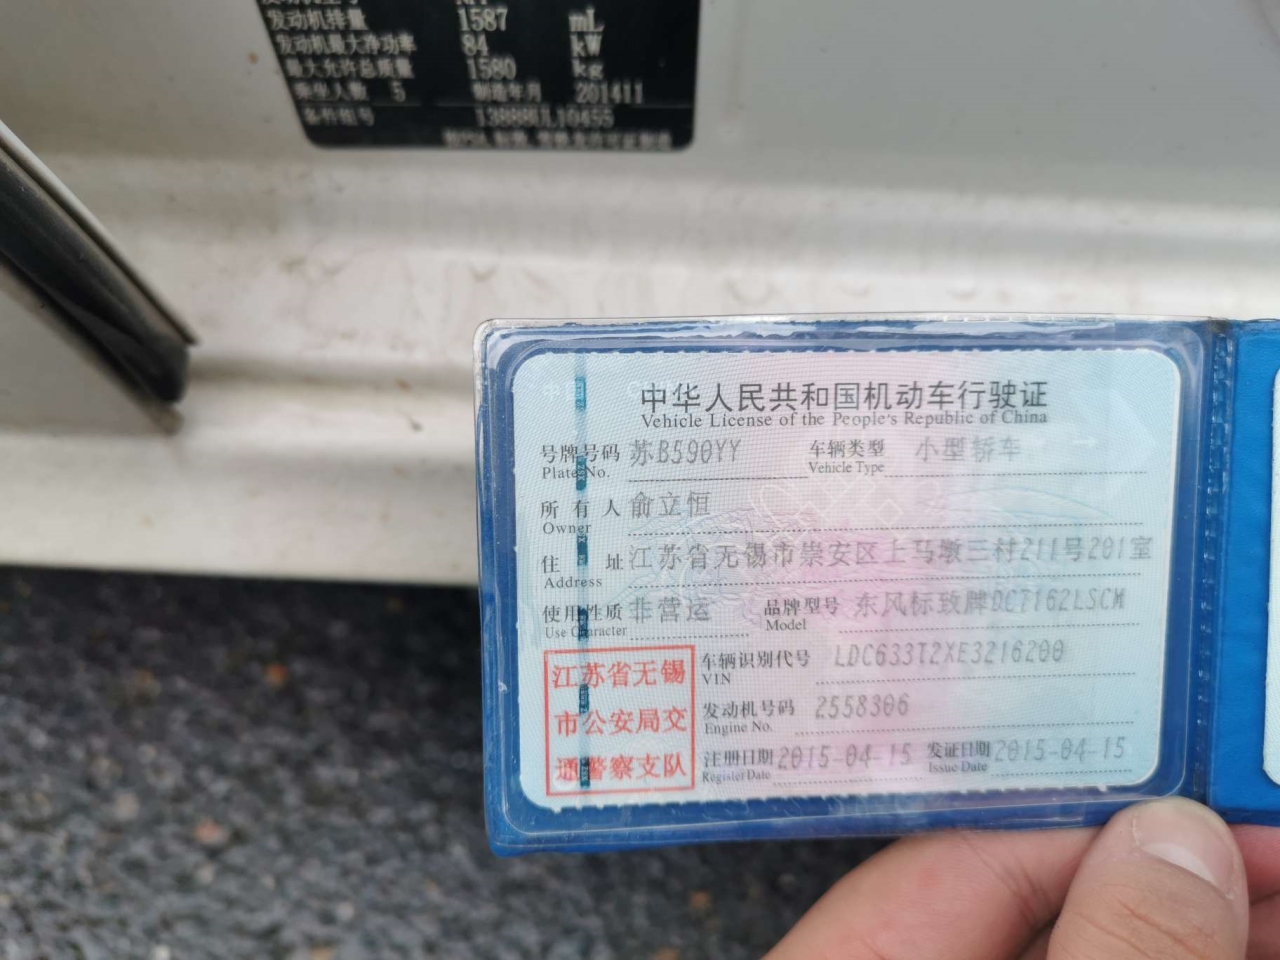 发动机排量 1587 mL
发动机最大净功率 84 kW
最大允许总质量 1580 kg
乘坐人数 5 制造年月 201411
备件组号 13888UL10455
中华人民共和国机动车行驶证
Vehicle License of the People's Republic of China
号牌号码 苏B590YY 车辆类型 小型轿车
Plate No. Vehicle Type
所有人 俞立恒
Owner
住址 江苏省无锡市崇安区上马墩三村211号201室
Address
使用性质 非营运 品牌型号 东风标致牌DC7162LSCM
Use Character Model
车辆识别代号 LDC633T2XE3216200
VIN
发动机号码 2558306
Engine No.
注册日期 2015-04-15 发证日期 2015-04-15
Register Date Issue Date
江苏省无锡
市公安局交
通警察支队